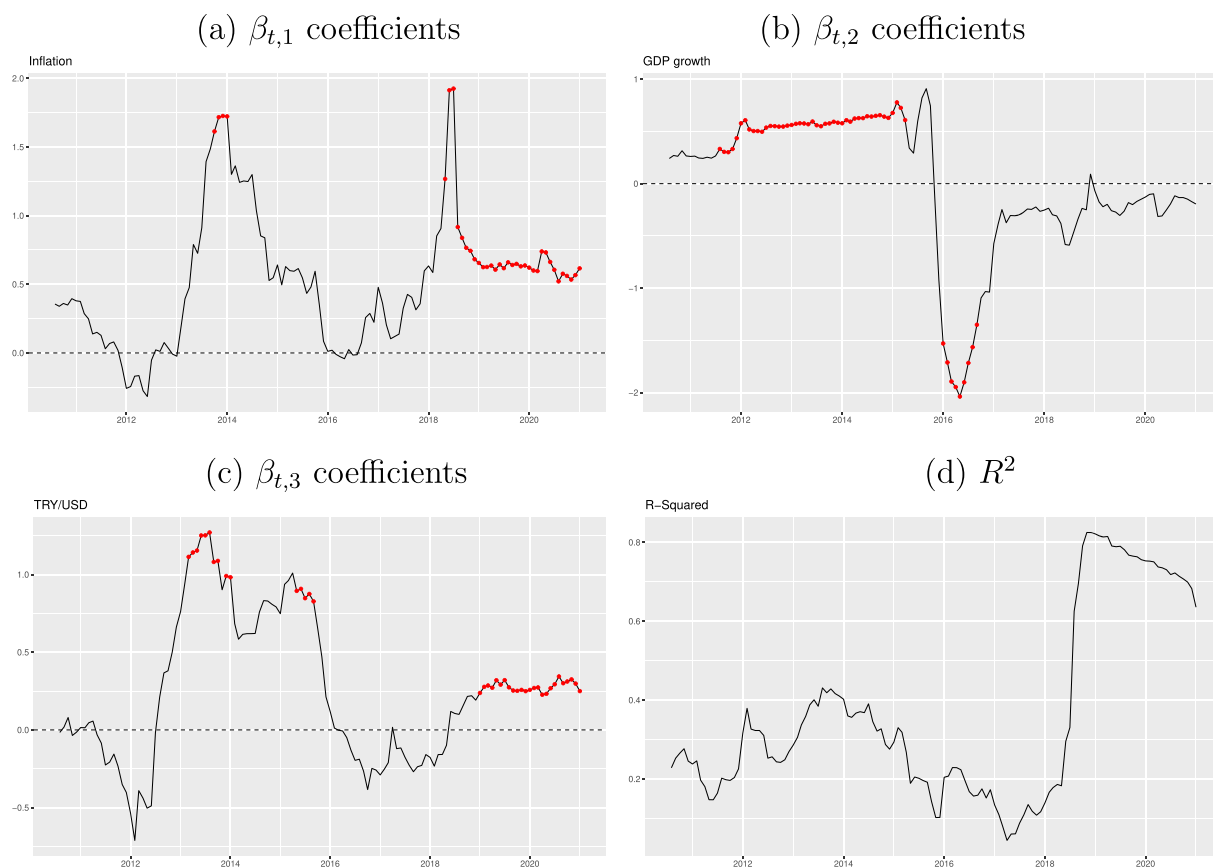 (a) β_{t,1} coefficients
Inflation
2.0
1.5
1.0
0.5
0.0
2012 2014 2016 2018 2020
(b) β_{t,2} coefficients
GDP growth
1
0
−1
−2
2012 2014 2016 2018 2020
(c) β_{t,3} coefficients
TRY/USD
1.0
0.5
0.0
−0.5
2012 2014 2016 2018 2020
(d) R²
R−Squared
0.8
0.6
0.4
0.2
2012 2014 2016 2018 2020